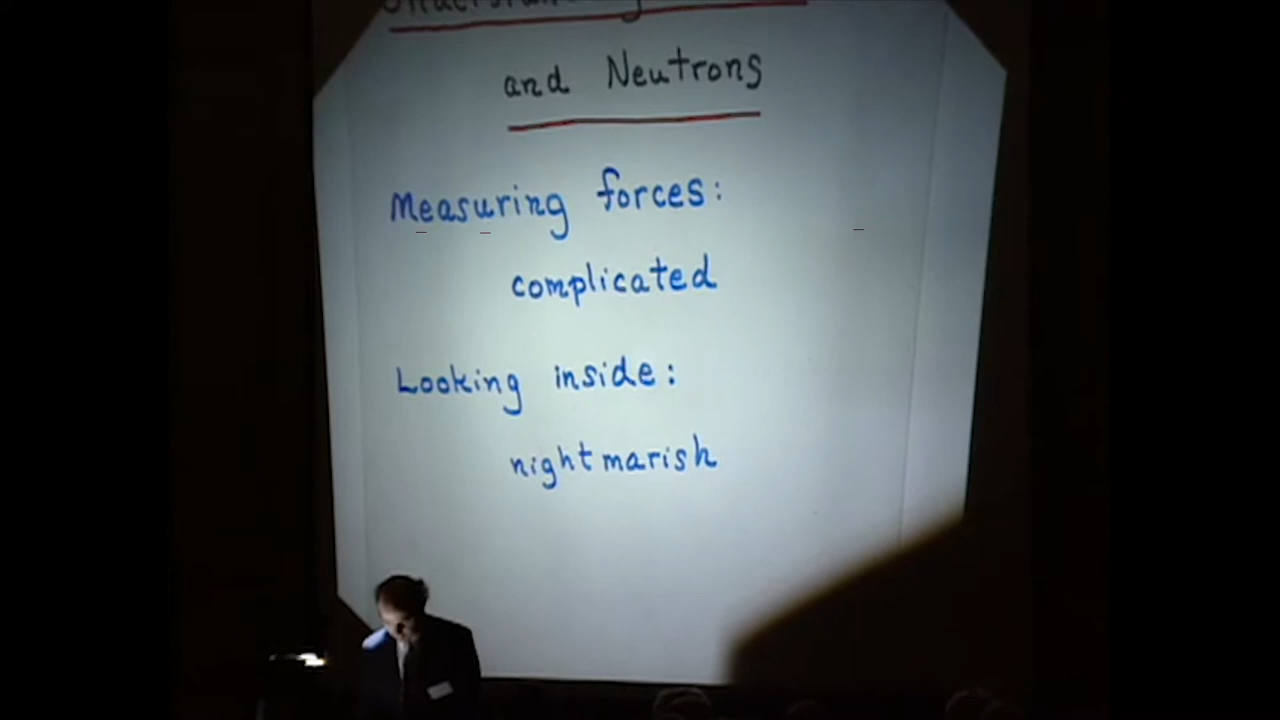 and Neutrons
Measuring forces:
complicated
Looking inside:
nightmarish